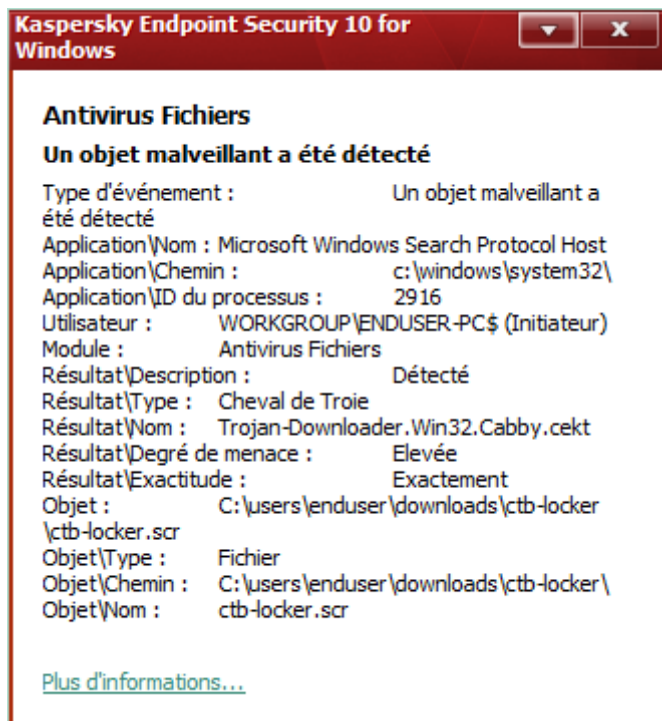 Kaspersky Endpoint Security 10 for
Windows
Antivirus Fichiers
Un objet malveillant a été détecté
Type d'événement : Un objet malveillant a
été détecté
Application\Nom : Microsoft Windows Search Protocol Host
Application\Chemin : c:\windows\system32\
Application\ID du processus : 2916
Utilisateur : WORKGROUP\ENDUSER-PC$ (Initiateur)
Module : Antivirus Fichiers
Résultat\Description : Détecté
Résultat\Type : Cheval de Troie
Résultat\Nom : Trojan-Downloader.Win32.Cabby.cekt
Résultat\Degré de menace : Elevée
Résultat\Exactitude : Exactement
Objet : C:\users\enduser\downloads\ctb-locker
\ctb-locker.scr
Objet\Type : Fichier
Objet\Chemin : C:\users\enduser\downloads\ctb-locker\
Objet\Nom : ctb-locker.scr
Plus d'informations...